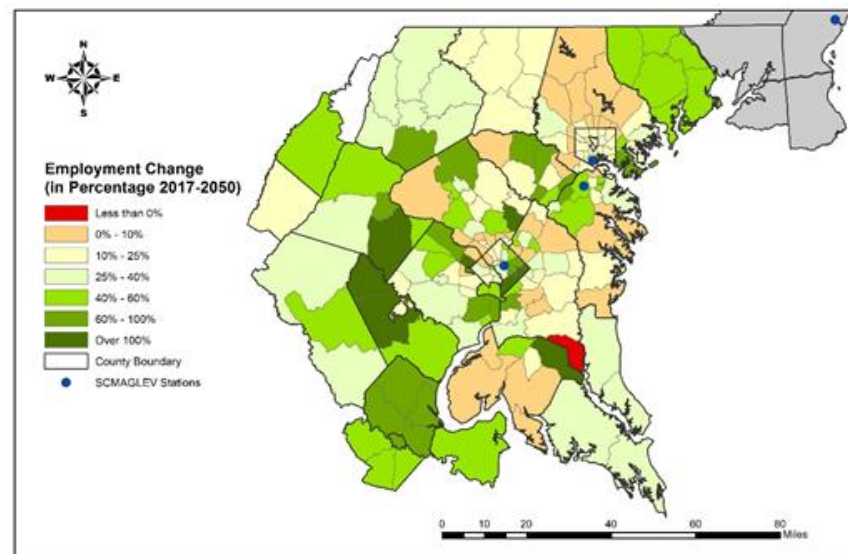 N
W E
S
Employment Change
(in Percentage 2017-2050)
Less than 0%
0% - 10%
10% - 25%
25% - 40%
40% - 60%
60% - 100%
Over 100%
County Boundary
SCMAGLEV Stations
0 10 20 40 60 80
Miles